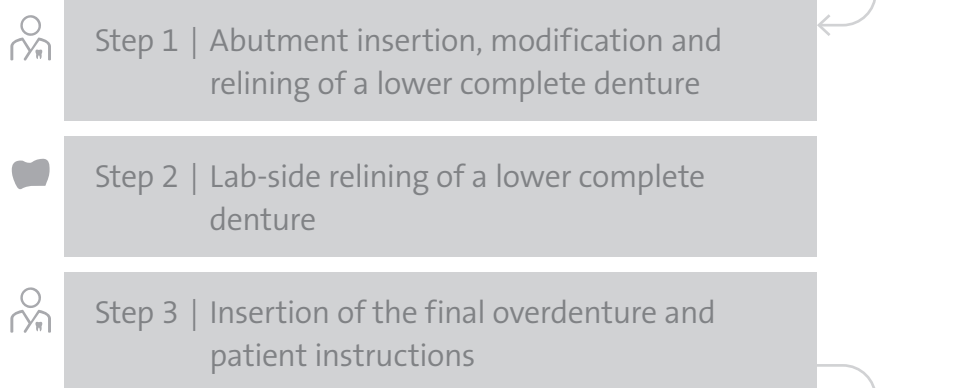 Step 1 | Abutment insertion, modification and
relining of a lower complete denture
Step 2 | Lab-side relining of a lower complete
denture
Step 3 | Insertion of the final overdenture and
patient instructions